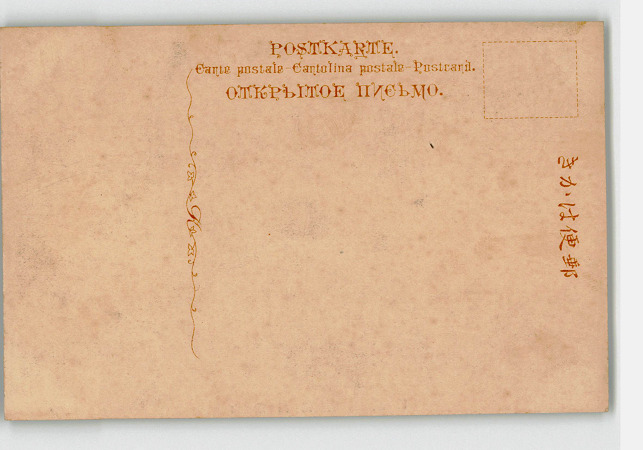 POSTKARTE.
Carte postale-Cartolina postale-Postcard.
ОТКРЫТОЕ ПИСЬМО.
きかは便郵